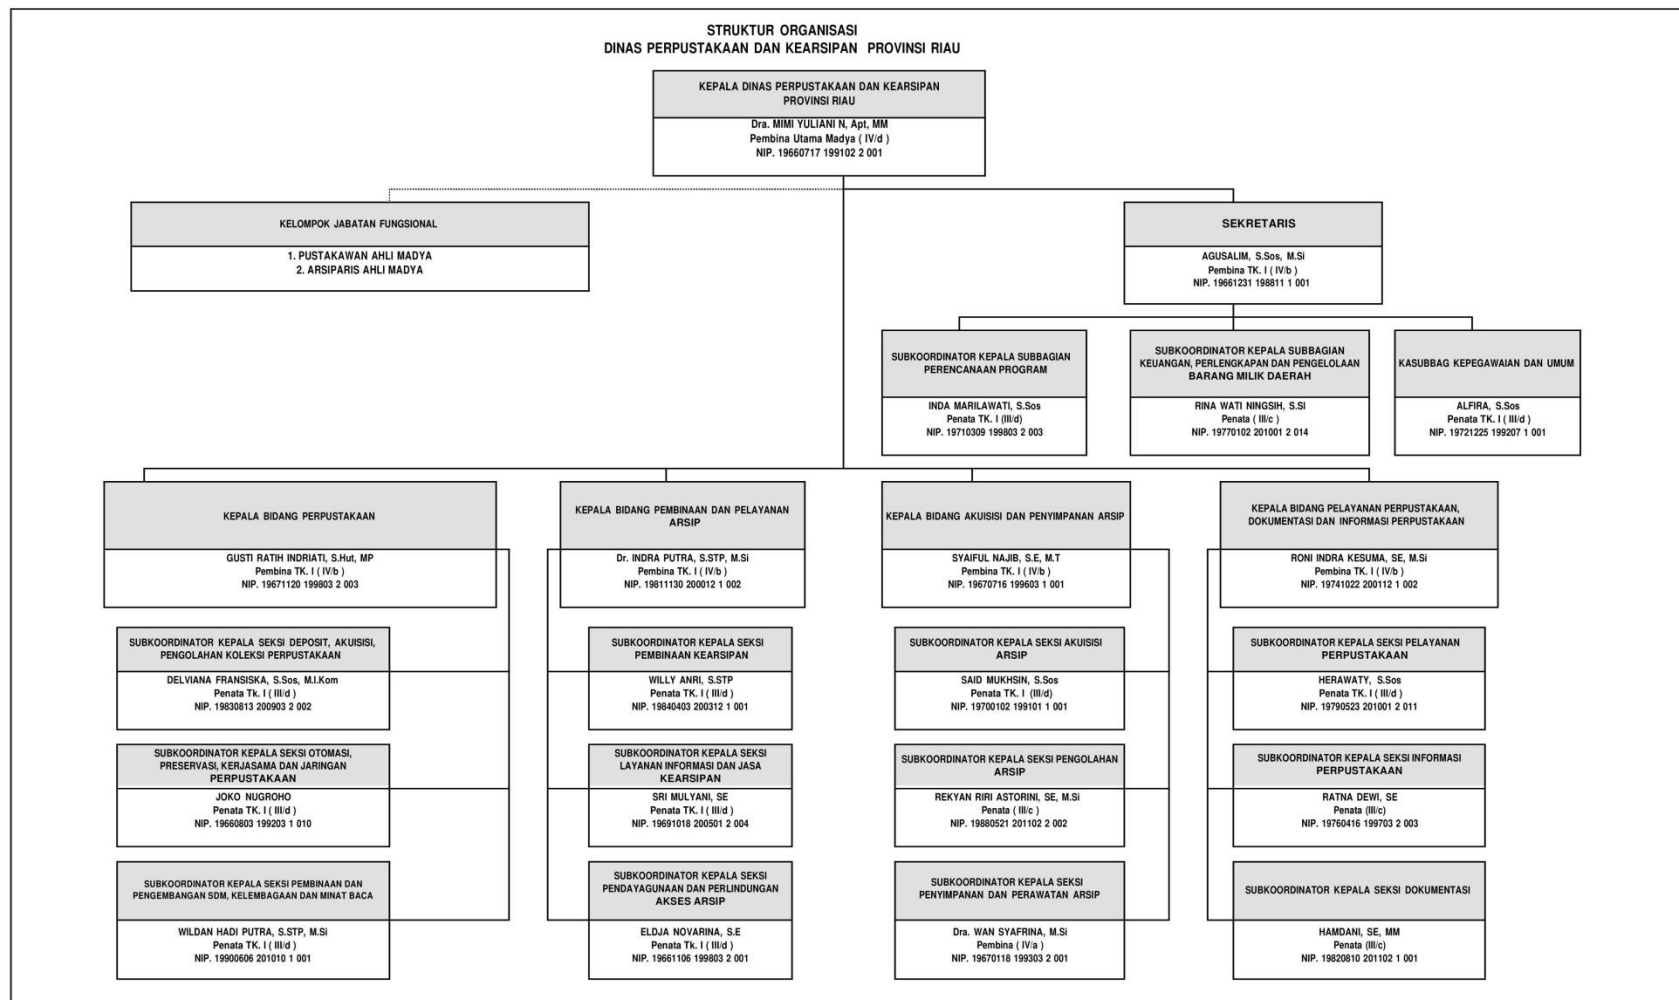 STRUKTUR ORGANISASI
DINAS PERPUSTAKAAN DAN KEARSIPAN PROVINSI RIAU
KEPALA DINAS PERPUSTAKAAN DAN KEARSIPAN
PROVINSI RIAU
Dra. MIMI YULIANI N, Apt, MM
Pembina Utama Madya ( IV/d )
NIP. 19660717 199102 2 001
KELOMPOK JABATAN FUNGSIONAL
1. PUSTAKAWAN AHLI MADYA
2. ARSIPARIS AHLI MADYA
SEKRETARIS
AGUSALIM, S.Sos, M.Si
Pembina TK. I ( IV/b )
NIP. 19661231 198811 1 001
SUBKOORDINATOR KEPALA SUBBAGIAN
PERENCANAAN PROGRAM
INDA MARILAWATI, S.Sos
Penata TK. I (III/d)
NIP. 19710309 199803 2 003
SUBKOORDINATOR KEPALA SUBBAGIAN
KEUANGAN, PERLENGKAPAN DAN PENGELOLAAN
BARANG MILIK DAERAH
RINA WATI NINGSIH, S.SI
Penata ( III/c )
NIP. 19770102 201001 2 014
KASUBBAG KEPEGAWAIAN DAN UMUM
ALFIRA, S.Sos
Penata TK. I ( III/d )
NIP. 19721225 199207 1 001
KEPALA BIDANG PERPUSTAKAAN
GUSTI RATIH INDRIATI, S.Hut, MP
Pembina TK. I ( IV/b )
NIP. 19671120 199803 2 003
SUBKOORDINATOR KEPALA SEKSI DEPOSIT, AKUISISI,
PENGOLAHAN KOLEKSI PERPUSTAKAAN
DELVIANA FRANSISKA, S.Sos, M.I.Kom
Penata Tk. I ( III/d )
NIP. 19830813 200903 2 002
SUBKOORDINATOR KEPALA SEKSI OTOMASI,
PRESERVASI, KERJASAMA DAN JARINGAN
PERPUSTAKAAN
JOKO NUGROHO
Penata TK. I ( III/d )
NIP. 19660803 199203 1 010
SUBKOORDINATOR KEPALA SEKSI PEMBINAAN DAN
PENGEMBANGAN SDM, KELEMBAGAAN DAN MINAT BACA
WILDAN HADI PUTRA, S.STP, M.Si
Penata TK. I ( III/d )
NIP. 19900606 201010 1 001
KEPALA BIDANG PEMBINAAN DAN PELAYANAN
ARSIP
Dr. INDRA PUTRA, S.STP, M.Si
Pembina TK. I ( IV/b )
NIP. 19811130 200012 1 002
SUBKOORDINATOR KEPALA SEKSI
PEMBINAAN KEARSIPAN
WILLY ANRI, S.STP
Penata TK. I ( III/d )
NIP. 19840403 200312 1 001
SUBKOORDINATOR KEPALA SEKSI
LAYANAN INFORMASI DAN JASA
KEARSIPAN
SRI MULYANI, SE
Penata TK. I ( III/d )
NIP. 19691018 200501 2 004
SUBKOORDINATOR KEPALA SEKSI
PENDAYAGUNAAN DAN PERLINDUNGAN
AKSES ARSIP
ELDJA NOVARINA, S.E
Penata Tk. I ( III/d )
NIP. 19661106 199803 2 001
KEPALA BIDANG AKUISISI DAN PENYIMPANAN ARSIP
SYAIFUL NAJIB, S.E, M.T
Pembina TK. I ( IV/b )
NIP. 19670716 199603 1 001
SUBKOORDINATOR KEPALA SEKSI AKUISISI
ARSIP
SAID MUKHSIN, S.Sos
Penata TK. I (III/d)
NIP. 19700102 199101 1 001
SUBKOORDINATOR KEPALA SEKSI PENGOLAHAN
ARSIP
REKYAN RIRI ASTORINI, SE, M.Si
Penata ( III/c )
NIP. 19880521 201102 2 002
SUBKOORDINATOR KEPALA SEKSI
PENYIMPANAN DAN PERAWATAN ARSIP
Dra. WAN SYAFRINA, M.Si
Pembina ( IV/a )
NIP. 19670118 199303 2 001
KEPALA BIDANG PELAYANAN PERPUSTAKAAN,
DOKUMENTASI DAN INFORMASI PERPUSTAKAAN
RONI INDRA KESUMA, SE, M.Si
Pembina TK. I ( IV/b )
NIP. 19741022 200112 1 002
SUBKOORDINATOR KEPALA SEKSI PELAYANAN
PERPUSTAKAAN
HERAWATY, S.Sos
Penata TK. I ( III/d )
NIP. 19790523 201001 2 011
SUBKOORDINATOR KEPALA SEKSI INFORMASI
PERPUSTAKAAN
RATNA DEWI, SE
Penata (III/c)
NIP. 19760416 199703 2 003
SUBKOORDINATOR KEPALA SEKSI DOKUMENTASI
HAMDANI, SE, MM
Penata (III/c)
NIP. 19820810 201102 1 001